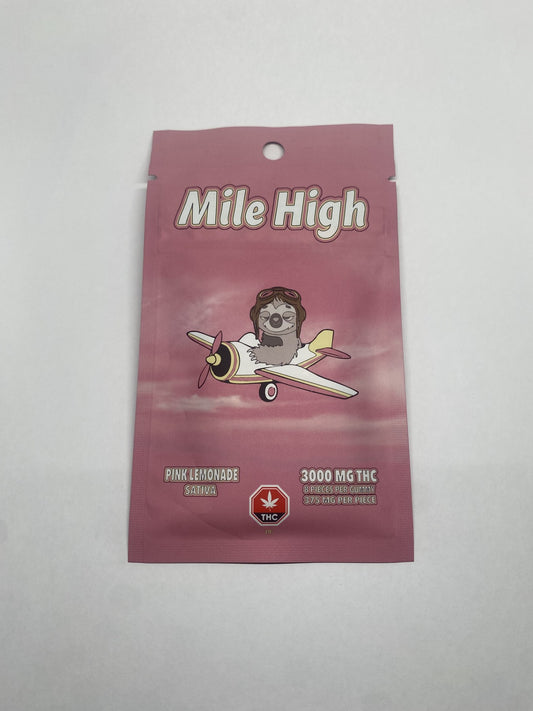 Mile High
PINK LEMONADE
SATIVA
3000 MG THC
8 PIECES PER GUMMY
375 MG PER PIECE
THC